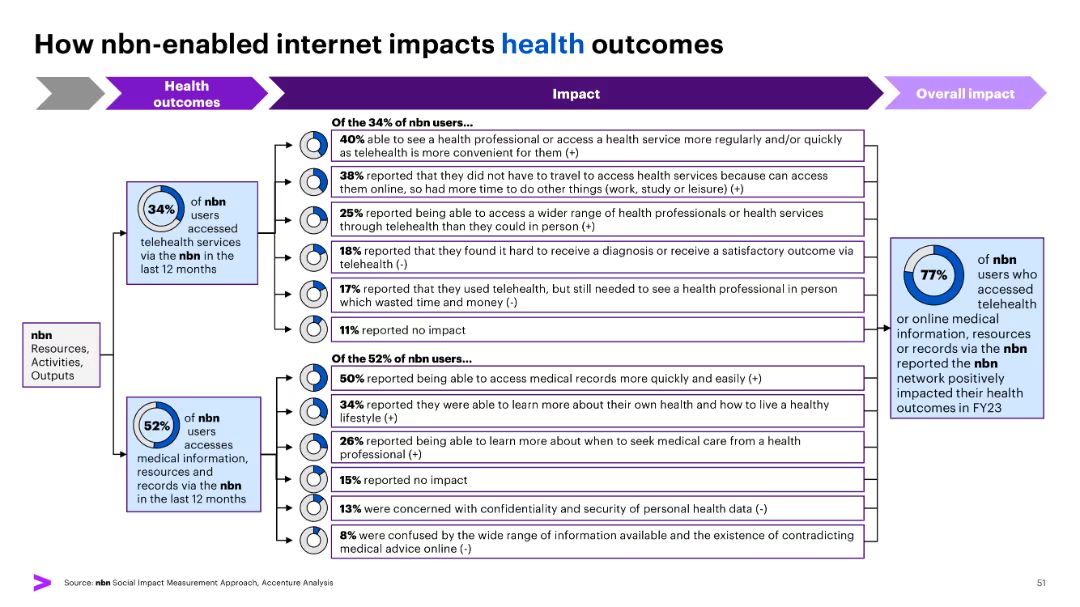 How nbn-enabled internet impacts health outcomes
Health
outcomes
Impact
Overall impact
Of the 34% of nbn users...
40% able to see a health professional or access a health service more regularly and/or quickly
as telehealth is more convenient for them (+)
38% reported that they did not have to travel to access health services because can access
them online, so had more time to do other things (work, study or leisure) (+)
25% reported being able to access a wider range of health professionals or health services
through telehealth than they could in person (+)
18% reported that they found it hard to receive a diagnosis or receive a satisfactory outcome via
telehealth (-)
17% reported that they used telehealth, but still needed to see a health professional in person
which wasted time and money (-)
11% reported no impact
34%
of nbn
users
accessed
telehealth services
via the nbn in the
last 12 months
nbn
Resources,
Activities,
Outputs
Of the 52% of nbn users...
50% reported being able to access medical records more quickly and easily (+)
34% reported they were able to learn more about their own health and how to live a healthy
lifestyle (+)
26% reported being able to learn more about when to seek medical care from a health
professional (+)
15% reported no impact
13% were concerned with confidentiality and security of personal health data (-)
8% were confused by the wide range of information available and the existence of contradicting
medical advice online (-)
52%
of nbn
users
accesses
medical information,
resources and
records via the nbn
in the last 12 months
77%
of nbn
users who
accessed
telehealth
or online medical
information, resources
or records via the nbn
reported the nbn
network positively
impacted their health
outcomes in FY23
Source: nbn Social Impact Measurement Approach, Accenture Analysis
51